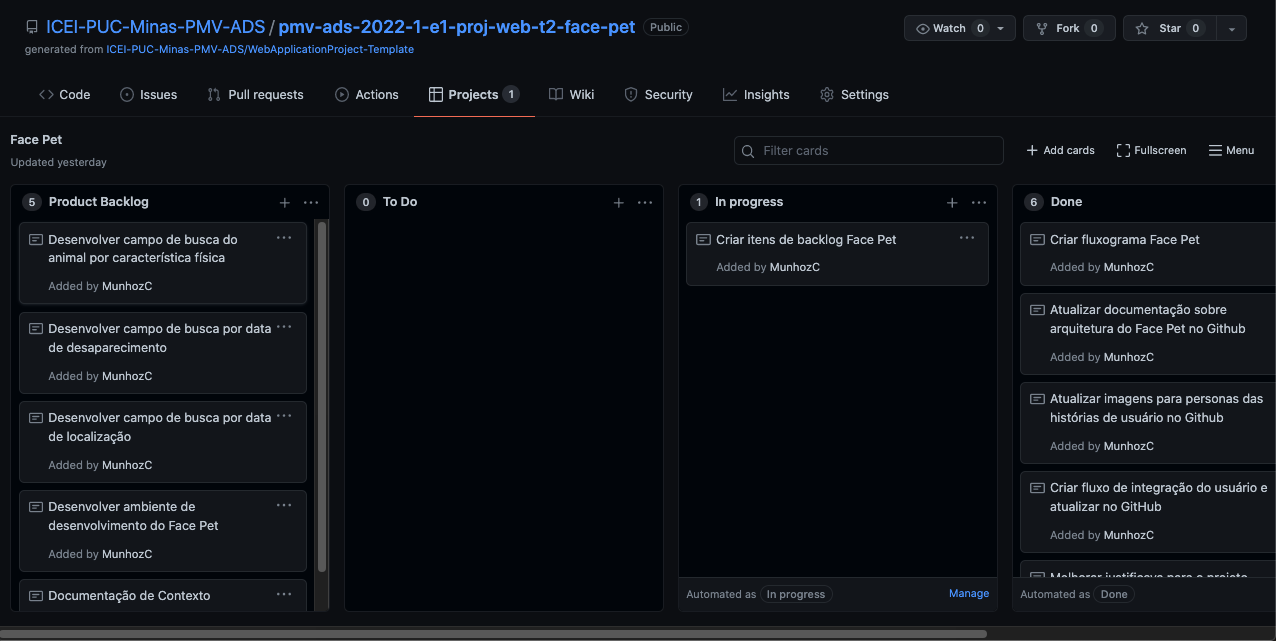 ICEI-PUC-Minas-PMV-ADS / pmv-ads-2022-1-e1-proj-web-t2-face-pet Public
Watch 0
Fork 0
Star 0
generated from ICEI-PUC-Minas-PMV-ADS/WebApplicationProject-Template
Code
Issues
Pull requests
Actions
Projects 1
Wiki
Security
Insights
Settings
Face Pet
Updated yesterday
Filter cards
Add cards
Fullscreen
Menu
5 Product Backlog
Desenvolver campo de busca do
animal por característica física
Added by MunhozC
Desenvolver campo de busca por data
de desaparecimento
Added by MunhozC
Desenvolver campo de busca por data
de localização
Added by MunhozC
Desenvolver ambiente de
desenvolvimento do Face Pet
Added by MunhozC
Documentação de Contexto
0 To Do
1 In progress
Criar itens de backlog Face Pet
Added by MunhozC
Automated as In progress
Manage
6 Done
Criar fluxograma Face Pet
Added by MunhozC
Atualizar documentação sobre
arquitetura do Face Pet no Github
Added by MunhozC
Atualizar imagens para personas das
histórias de usuário no Github
Added by MunhozC
Criar fluxo de integração do usuário e
atualizar no GitHub
Added by MunhozC
Melhorar justificava para o projeto
Automated as Done